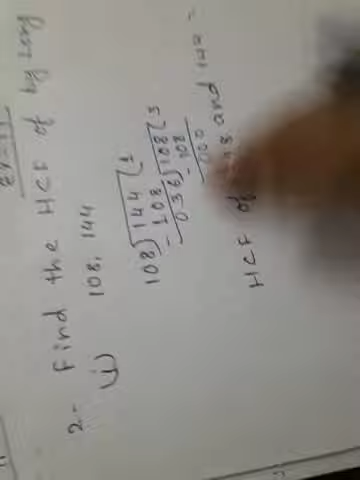 2. Find the HCF of by long
(i) 108, 144
108) 144 (1
- 108
036) 108 (3
- 108
000
HCF of and 144 =